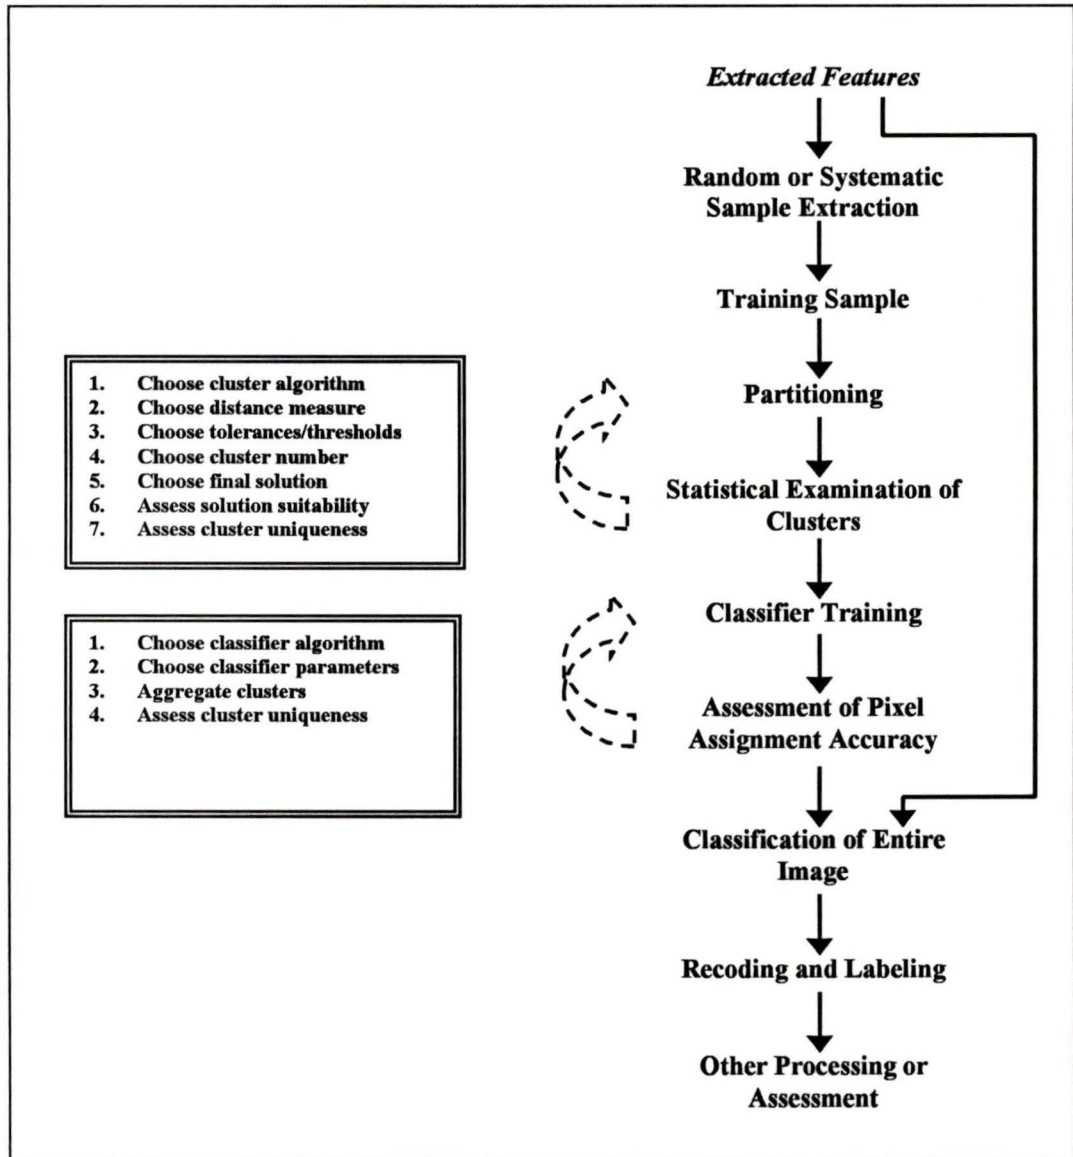 Extracted Features
Random or Systematic
Sample Extraction
Training Sample
Partitioning
Statistical Examination of
Clusters
Classifier Training
Assessment of Pixel
Assignment Accuracy
Classification of Entire
Image
Recoding and Labeling
Other Processing or
Assessment
1. Choose cluster algorithm
2. Choose distance measure
3. Choose tolerances/thresholds
4. Choose cluster number
5. Choose final solution
6. Assess solution suitability
7. Assess cluster uniqueness
1. Choose classifier algorithm
2. Choose classifier parameters
3. Aggregate clusters
4. Assess cluster uniqueness